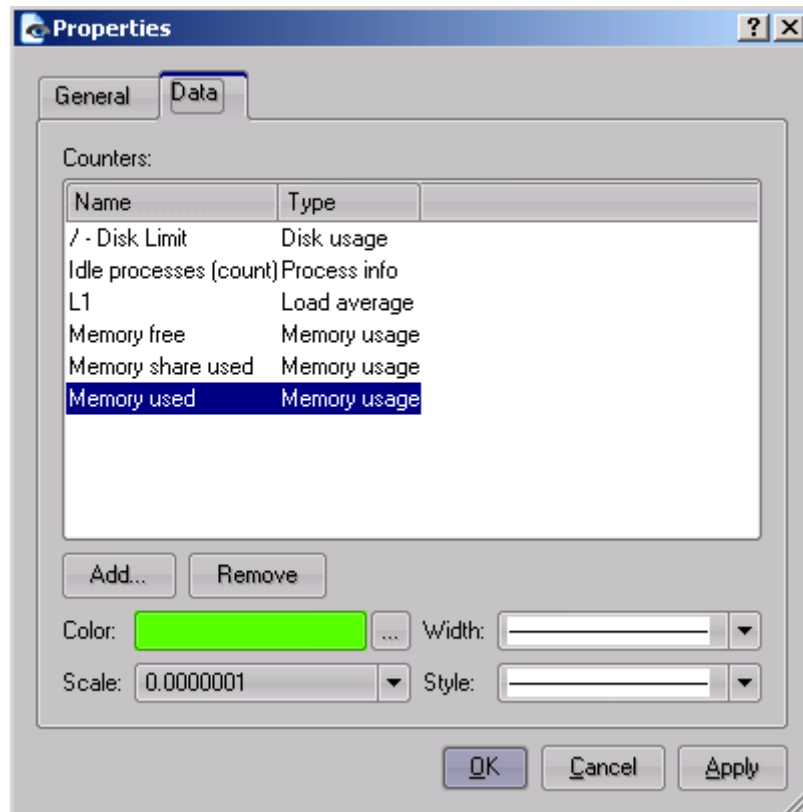 Properties
General Data
Counters:
Name Type
/ - Disk Limit Disk usage
Idle processes (count) Process info
L1 Load average
Memory free Memory usage
Memory share used Memory usage
Memory used Memory usage
Add... Remove
Color: ... Width:
Scale: 0.0000001 Style:
OK Cancel Apply